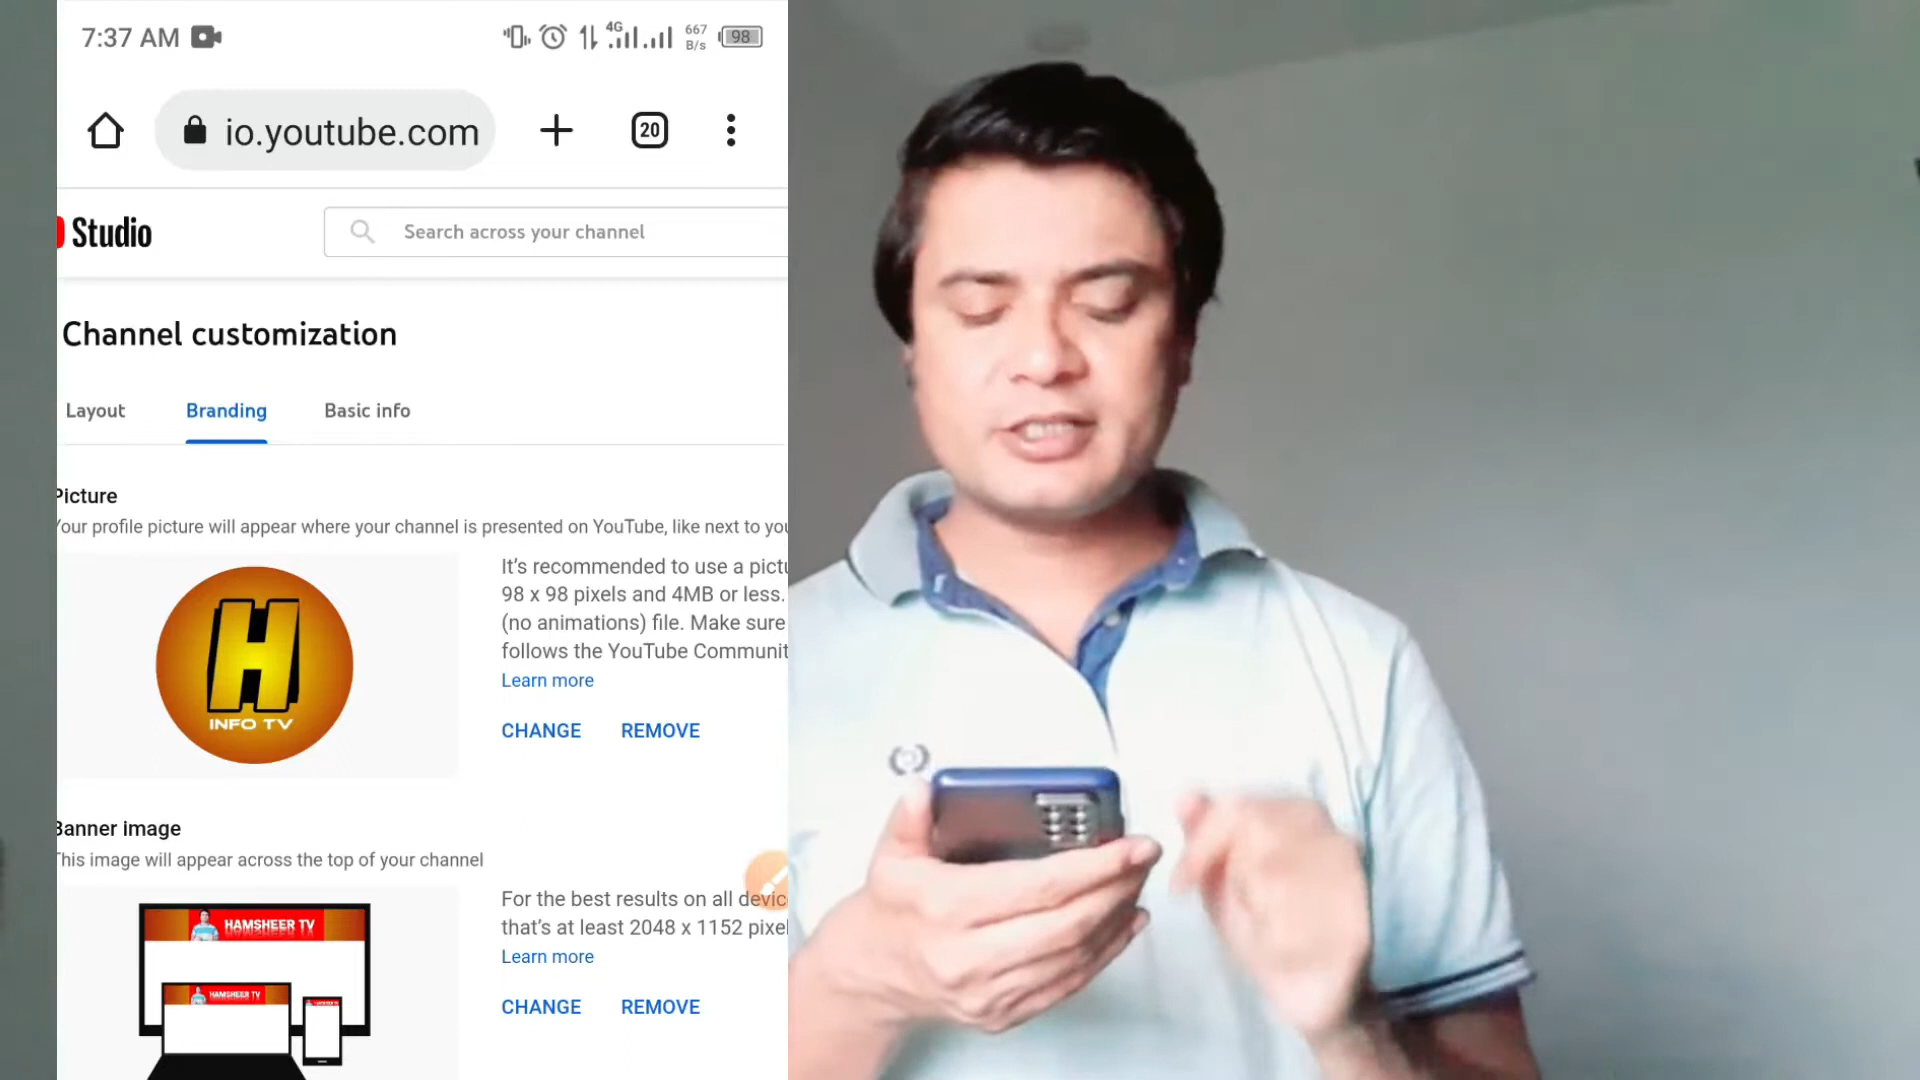 7:37 AM
4G
667
B/s
98
io.youtube.com
20
Studio
Search across your channel
Channel customization
Layout
Branding
Basic info
Picture
Your profile picture will appear where your channel is presented on YouTube, like next to you
It's recommended to use a pictu
98 x 98 pixels and 4MB or less.
(no animations) file. Make sure
follows the YouTube Communit
Learn more
H
INFO TV
CHANGE
REMOVE
Banner image
This image will appear across the top of your channel
For the best results on all devic
that's at least 2048 x 1152 pixe
Learn more
HAMSHEER TV
HAMSHEER TV
CHANGE
REMOVE